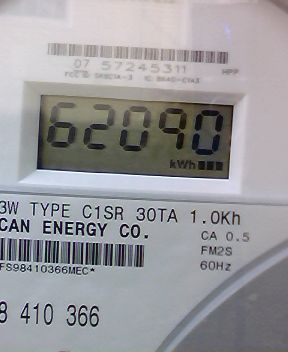 07 57245311
HPP
62090
kWh
3W TYPE C1SR 30TA 1.0Kh
CAN ENERGY CO.
CA 0.5
FM2S
FS98410366MEC*
60Hz
8 410 366